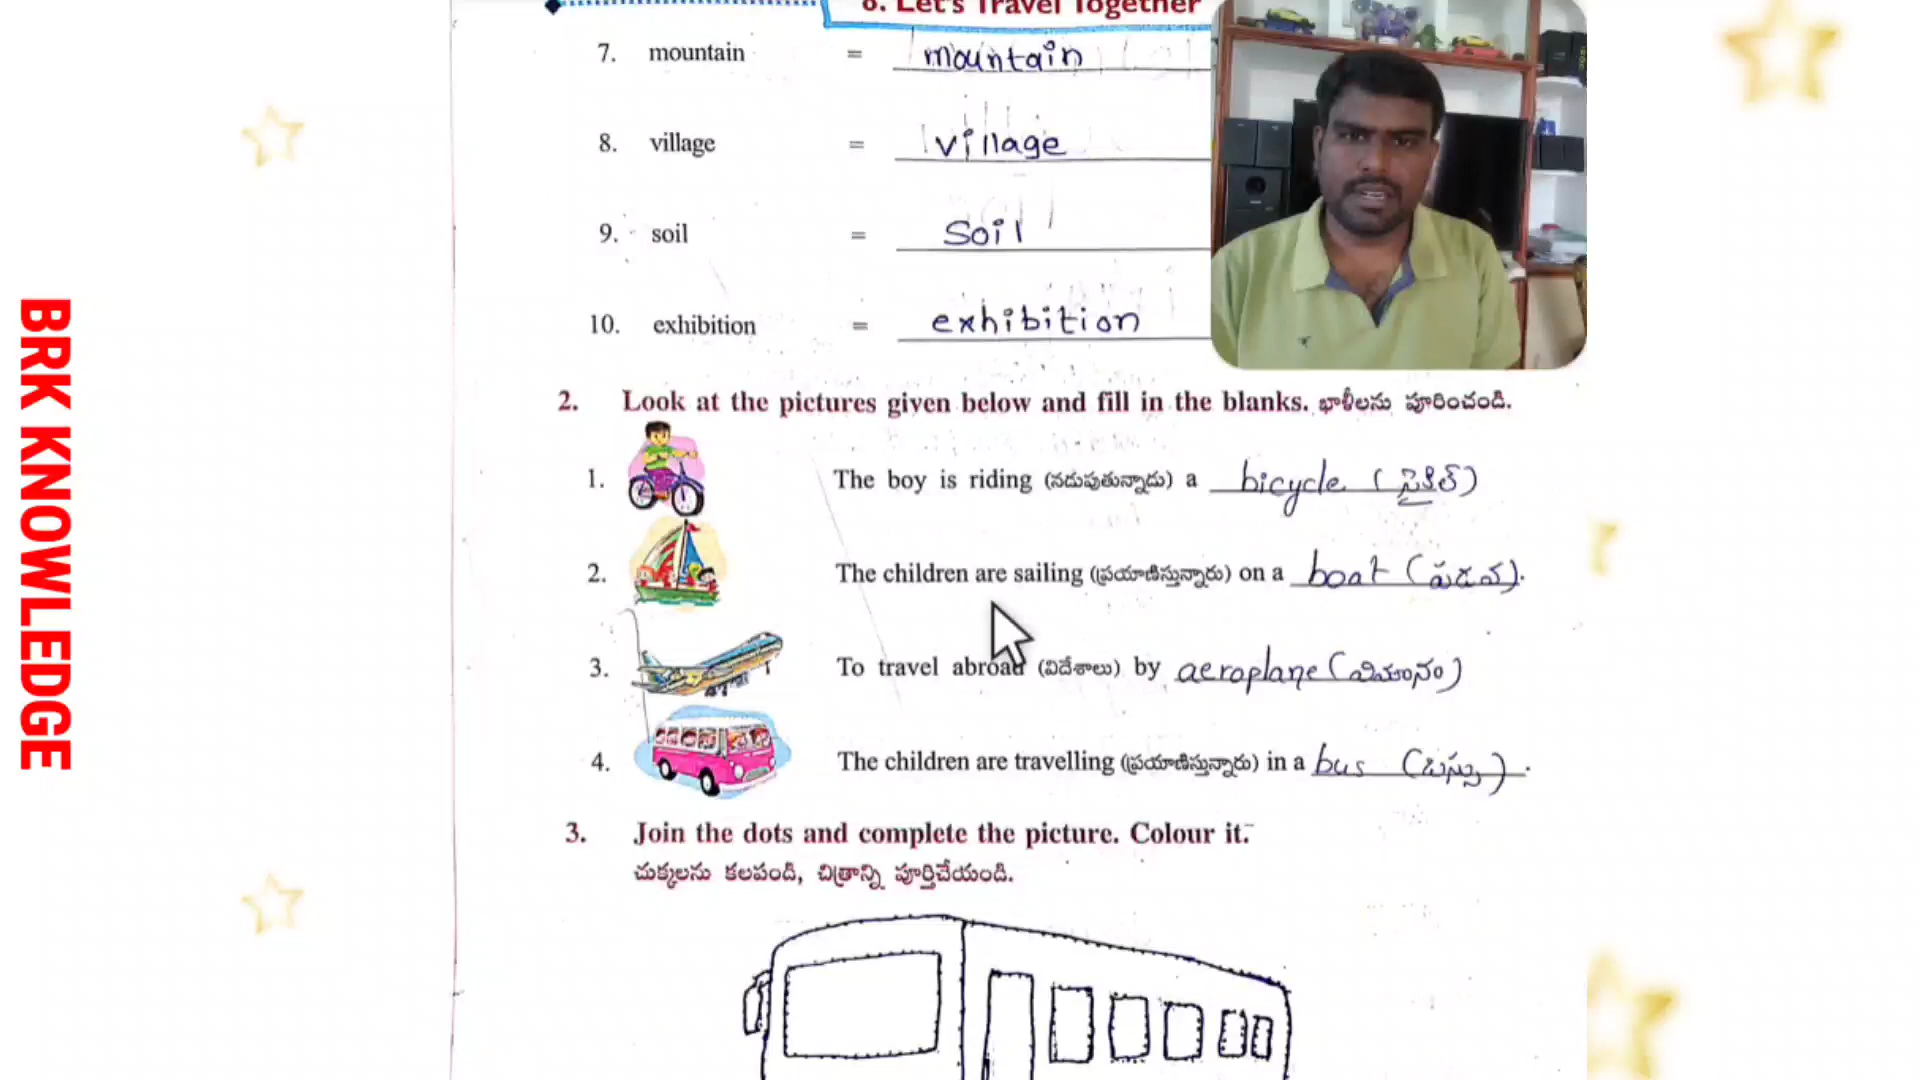 8. Let's Travel Together
7. mountain = mountain
8. village = village
9. soil = soil
10. exhibition = exhibition
2. Look at the pictures given below and fill in the blanks. ఖాళీలను పూరించండి.
1. The boy is riding (నడుపుతున్నాడు) a bicycle (సైకిల్)
2. The children are sailing (ప్రయాణిస్తున్నారు) on a boat (పడవ).
3. To travel abroad (విదేశాలు) by aeroplane (విమానం)
4. The children are travelling (ప్రయాణిస్తున్నారు) in a bus (బస్సు).
3. Join the dots and complete the picture. Colour it.
చుక్కలను కలపండి, చిత్రాన్ని పూర్తిచేయండి.
BRK KNOWLEDGE